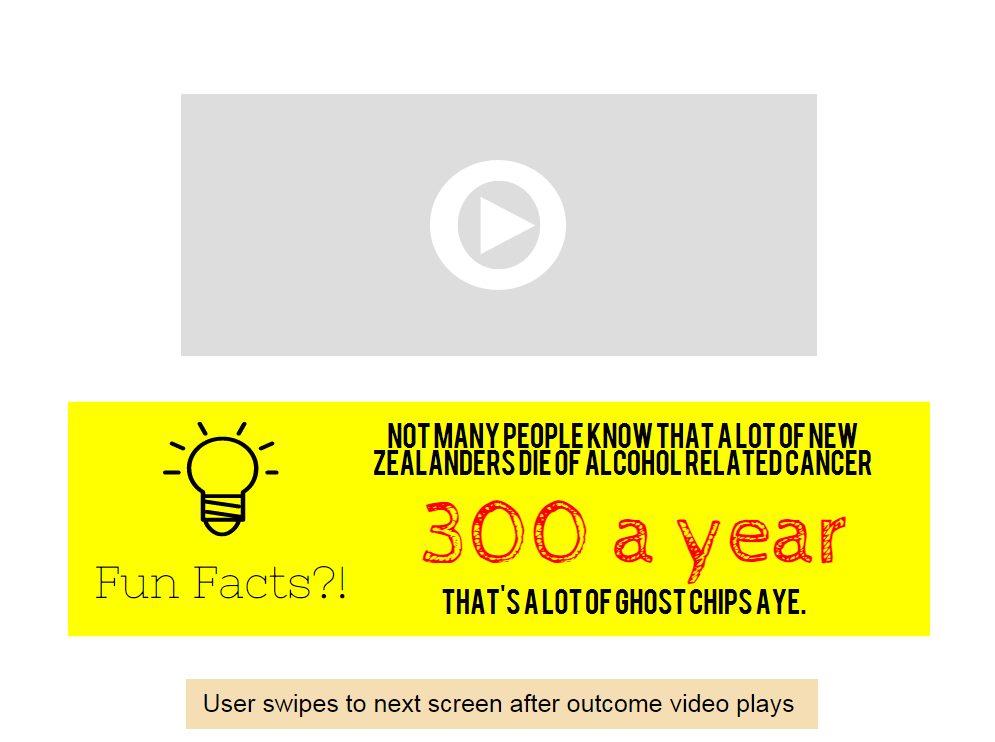 NOT MANY PEOPLE KNOW THAT A LOT OF NEW
ZEALANDERS DIE OF ALCOHOL RELATED CANCER
300 a year
Fun Facts?!
THAT'S A LOT OF GHOST CHIPS AYE.
User swipes to next screen after outcome video plays